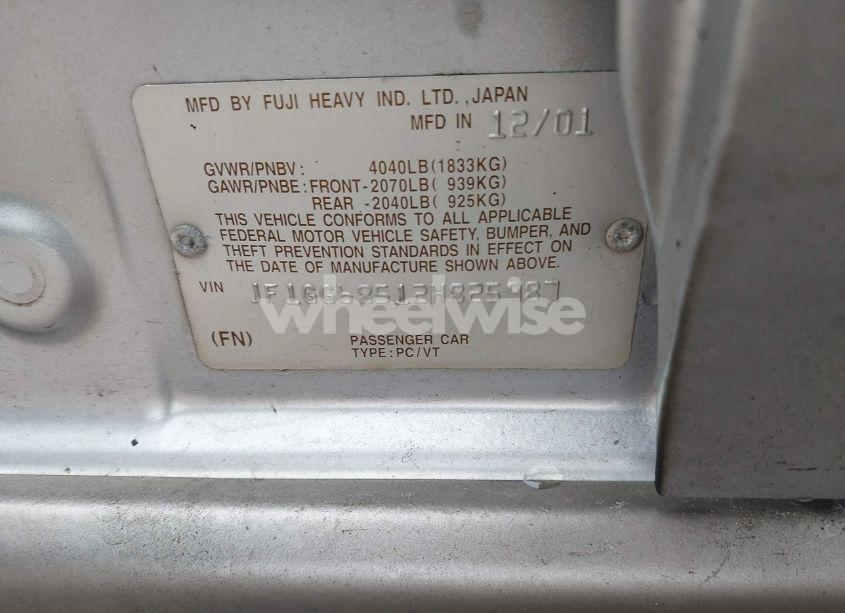 MFD BY FUJI HEAVY IND. LTD. ,JAPAN
MFD IN 12/01
GVWR/PNBV : 4040LB(1833KG)
GAWR/PNBE : FRONT-2070LB( 939KG)
REAR -2040LB( 925KG)
THIS VEHICLE CONFORMS TO ALL APPLICABLE
FEDERAL MOTOR VEHICLE SAFETY, BUMPER, AND
THEFT PREVENTION STANDARDS IN EFFECT ON
THE DATE OF MANUFACTURE SHOWN ABOVE.
VIN
wheelwise
(FN) PASSENGER CAR
TYPE:PC/VT